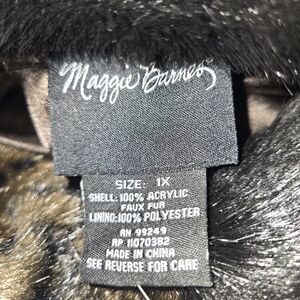 Maggie Barnes
SIZE: 1X
SHELL: 100% ACRYLIC
FAUX FUR
LINING:100% POLYESTER
AN 99249
AP. 11070382
MADE IN CHINA
SEE REVERSE FOR CARE